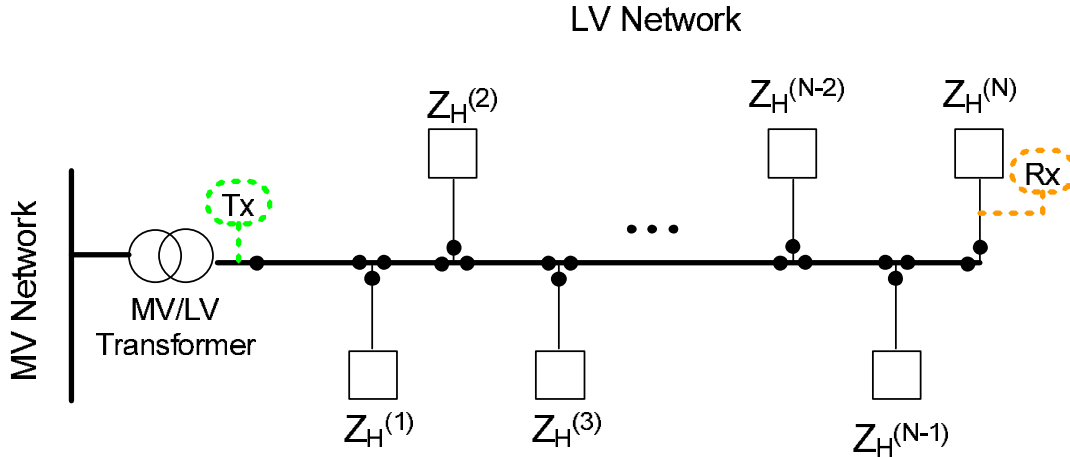 LV Network
Z_H^(2)
Z_H^(N-2)
Z_H^(N)
Rx
Tx
MV Network
MV/LV
Transformer
Z_H^(1)
Z_H^(3)
Z_H^(N-1)